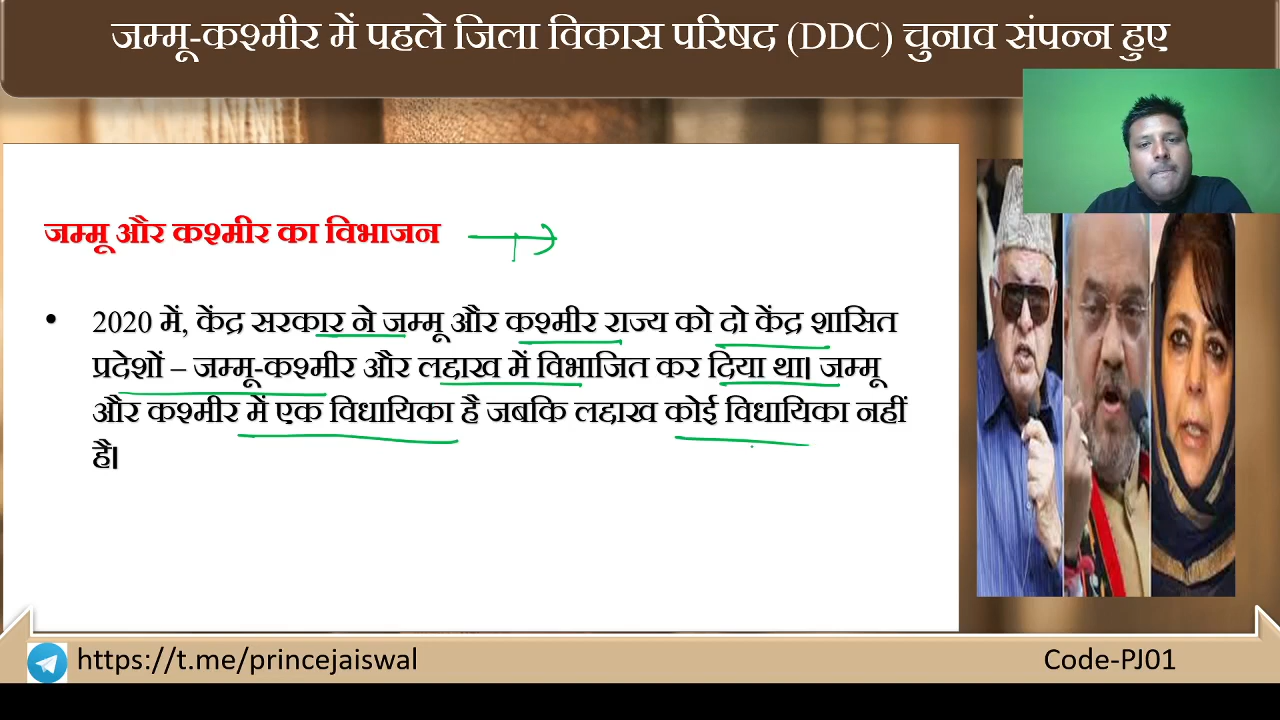 जम्मू-कश्मीर में पहले जिला विकास परिषद (DDC) चुनाव संपन्न हुए
जम्मू और कश्मीर का विभाजन
• 2020 में, केंद्र सरकार ने जम्मू और कश्मीर राज्य को दो केंद्र शासित
प्रदेशों – जम्मू-कश्मीर और लद्दाख में विभाजित कर दिया था। जम्मू
और कश्मीर में एक विधायिका है जबकि लद्दाख कोई विधायिका नहीं
है।
https://t.me/princejaiswal
Code-PJ01